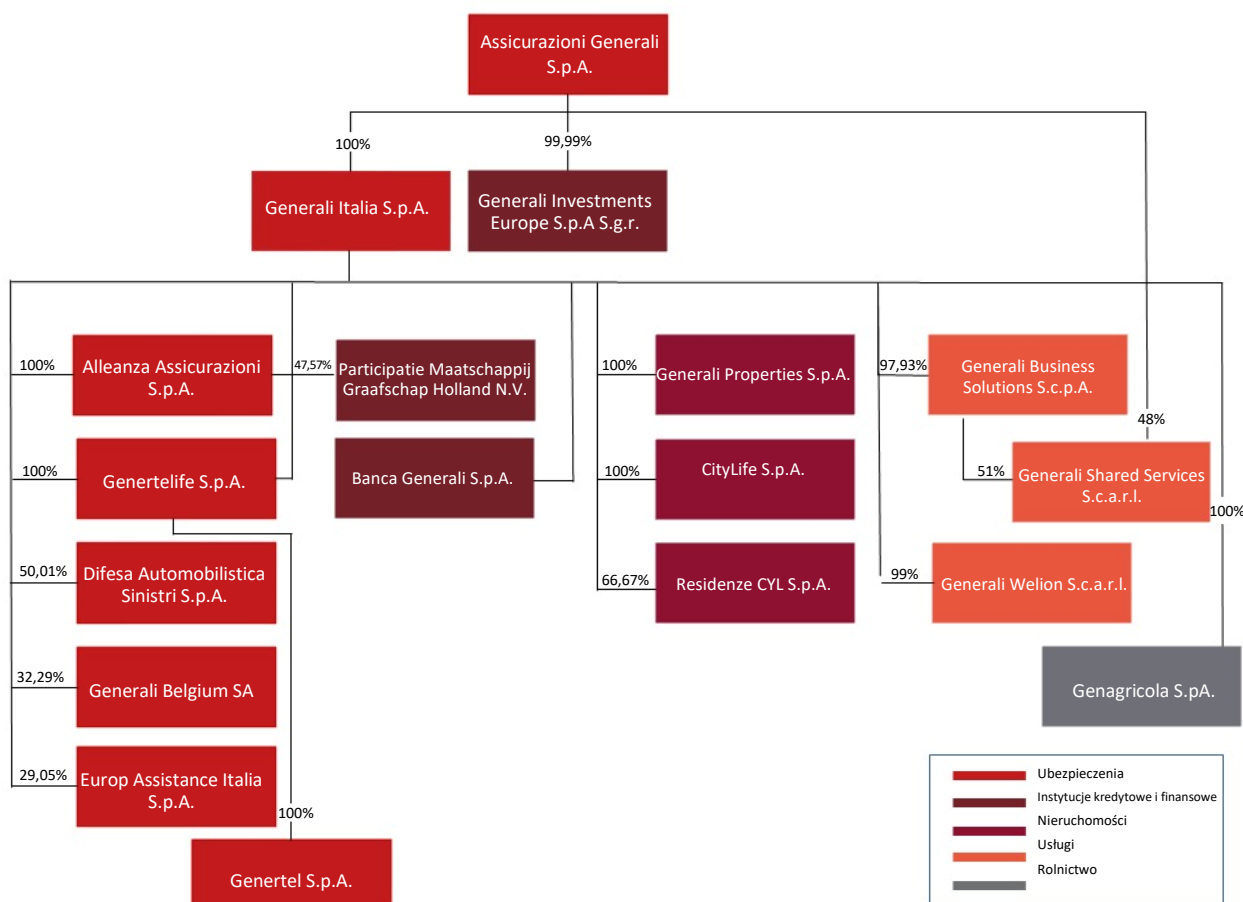 Assicurazioni Generali
S.p.A.
100%
99,99%
Generali Italia S.p.A.
Generali Investments
Europe S.p.A S.g.r.
100%
Alleanza Assicurazioni
S.p.A.
47,57%
Participatie Maatschappij
Graafschap Holland N.V.
100%
Generali Properties S.p.A.
97,93%
Generali Business
Solutions S.c.p.A.
48%
100%
Genertelife S.p.A.
Banca Generali S.p.A.
100%
CityLife S.p.A.
51%
Generali Shared Services
S.c.a.r.l.
100%
50,01%
Difesa Automobilistica
Sinistri S.p.A.
66,67%
Residenze CYL S.p.A.
99%
Generali Welion S.c.a.r.l.
32,29%
Generali Belgium SA
Genagricola S.pA.
29,05%
Europ Assistance Italia
S.p.A.
100%
Genertel S.p.A.
Ubezpieczenia
Instytucje kredytowe i finansowe
Nieruchomości
Usługi
Rolnictwo